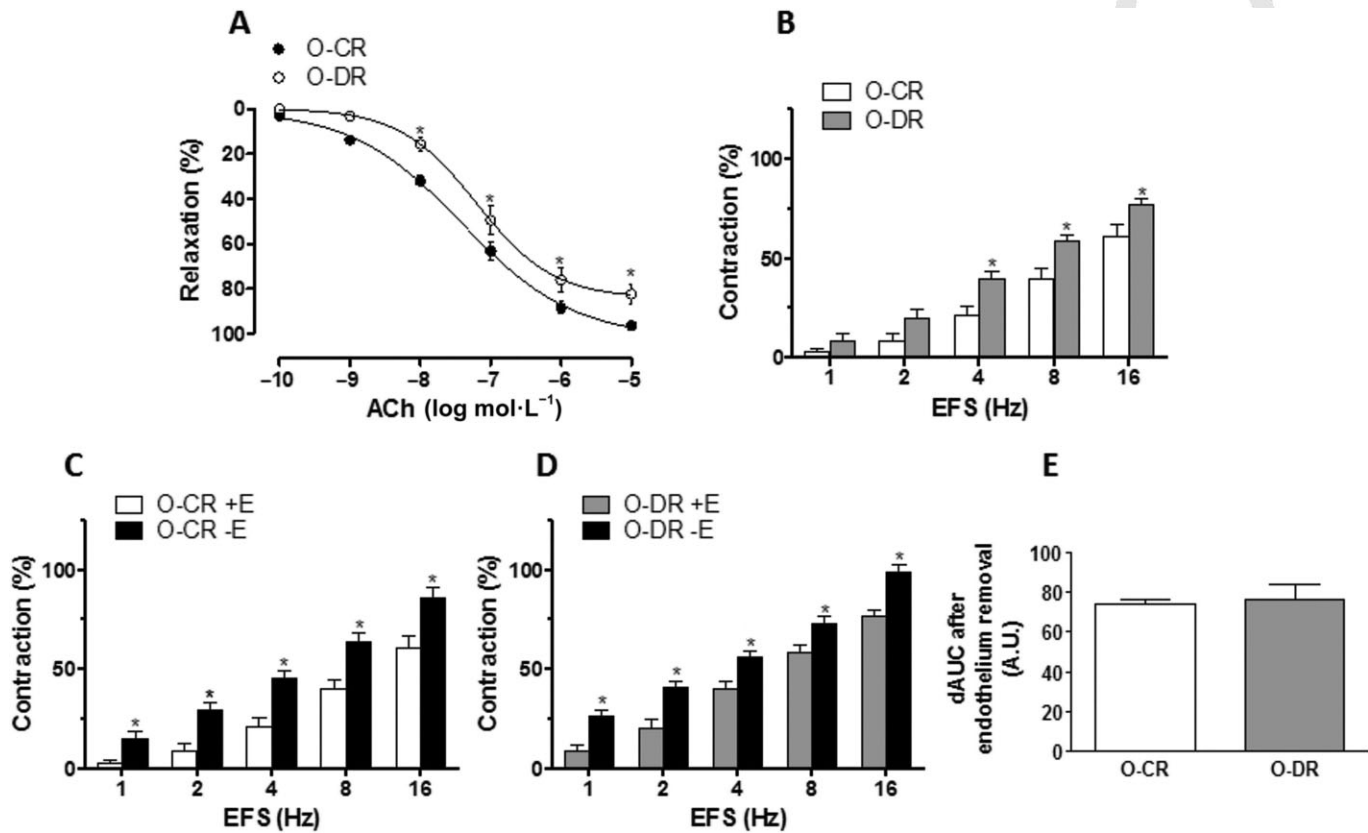 A
O-CR
O-DR
0
20
40
60
80
100
Relaxation (%)
*
*
*
*
–10
–9
–8
–7
–6
–5
ACh (log mol·L⁻¹)
B
O-CR
O-DR
100
50
0
Contraction (%)
*
*
*
1
2
4
8
16
EFS (Hz)
C
O-CR +E
O-CR -E
100
50
0
Contraction (%)
*
*
*
*
*
1
2
4
8
16
EFS (Hz)
D
O-DR +E
O-DR -E
100
50
0
Contraction (%)
*
*
*
*
*
1
2
4
8
16
EFS (Hz)
E
dAUC after
endothelium removal
(A.U.)
100
80
60
40
20
0
O-CR
O-DR